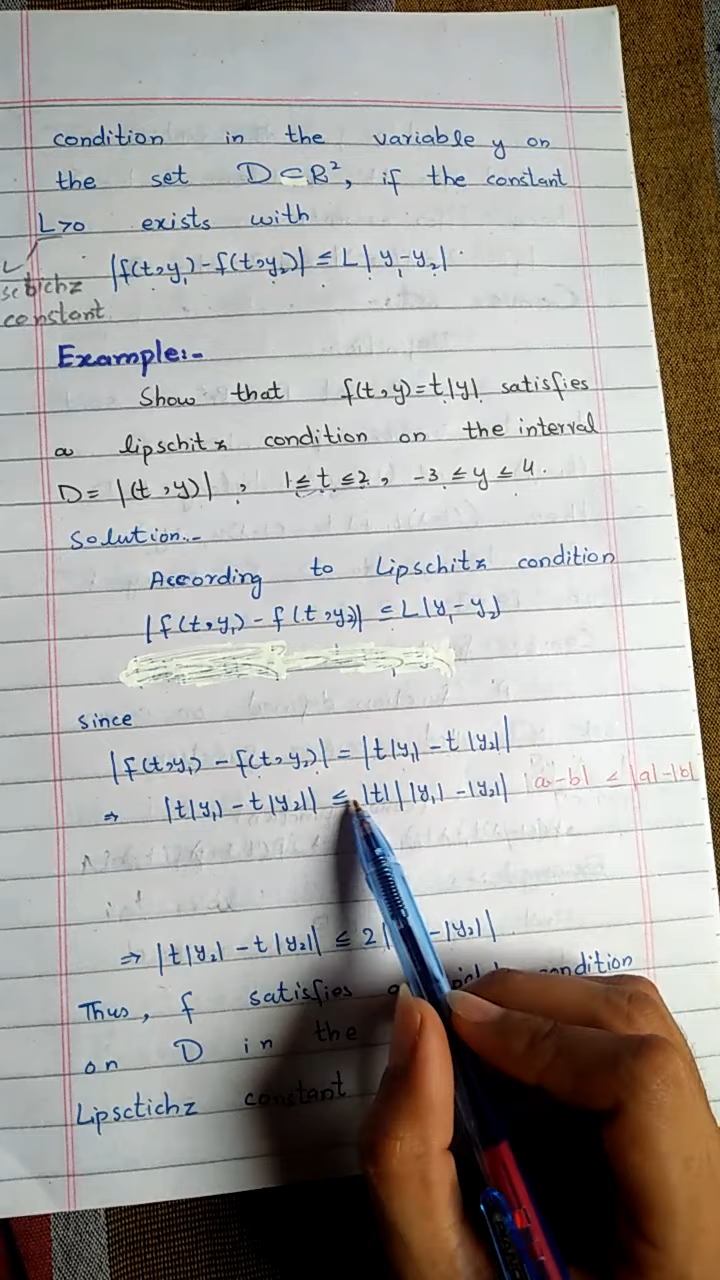 condition in the variable y on
the set D⊂R², if the constant
L>0 exists with
|f(t,y₁)-f(t,y₂)| ≤ L|y₁-y₂|.
constant.
Example:-
Show that f(t,y)=t|y| satisfies
a lipschitz condition on the interval
D= |(t,y)|, 1≤t≤2, -3≤y≤4.
Solution:-
According to Lipschitz condition
|f(t,y₁) - f(t,y₂)| ≤ L|y₁-y₂|
since
|f(t,y₁) - f(t,y₂)| = |t|y₁| - t|y₂||
⇒ |t|y₁| - t|y₂|| ≤ |t| ||y₁| - |y₂|| |a-b| ≤ |a|-|b|
⇒ |t|y₂| - t|y₂|| ≤ 2| -|y₂||
Thus, f satisfies condition
on D in the
Lipsctichz constant